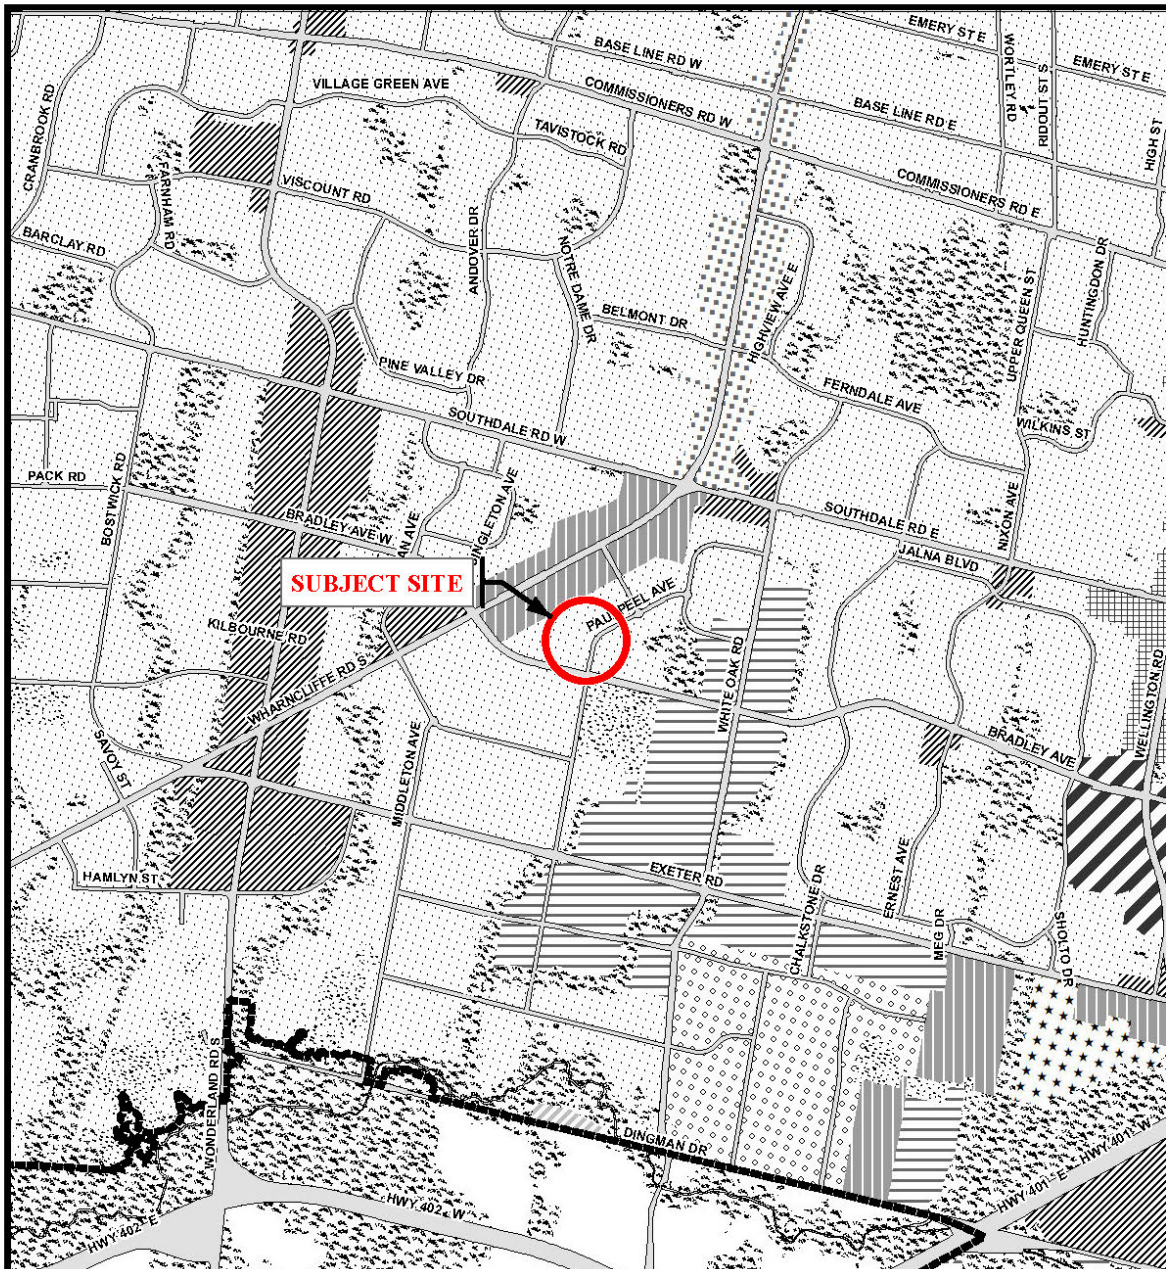 EMERY ST E
BASE LINE RD W
WORTLEY RD
EMERY ST E
VILLAGE GREEN AVE
COMMISSIONERS RD W
RIDOUT ST S
CRANBROOK RD
TAVISTOCK RD
BASE LINE RD E
HIGH ST
FARNHAM RD
VISCOUNT RD
COMMISSIONERS RD E
BARCLAY RD
ANDOVER DR
NOTRE DAME DR
HIGHVIEW AVE E
UPPER QUEEN ST
HUNTINGDON DR
BELMONT DR
PINE VALLEY DR
FERNDALE AVE
SOUTHDALE RD W
WILKINS ST
PACK RD
BOSTWICK RD
BRADLEY AVE W
AN AVE
NGLETON AVE
SOUTHDALE RD E
NIXON AVE
JALNA BLVD
SUBJECT SITE
PAUL PEEL AVE
KILBOURNE RD
WHARNCLIFFE RD S
WHITE OAK RD
WELLINGTON RD
SAVOY ST
MIDDLETON AVE
BRADLEY AVE
HAMLYN ST
EXETER RD
CHALKSTONE DR
ERNEST AVE
MEG DR
SHOLTO DR
WONDERLAND RD S
DINGMAN DR
HWY 401 - W
HWY 401 - E
HWY 402 - W
HWY 402 - E